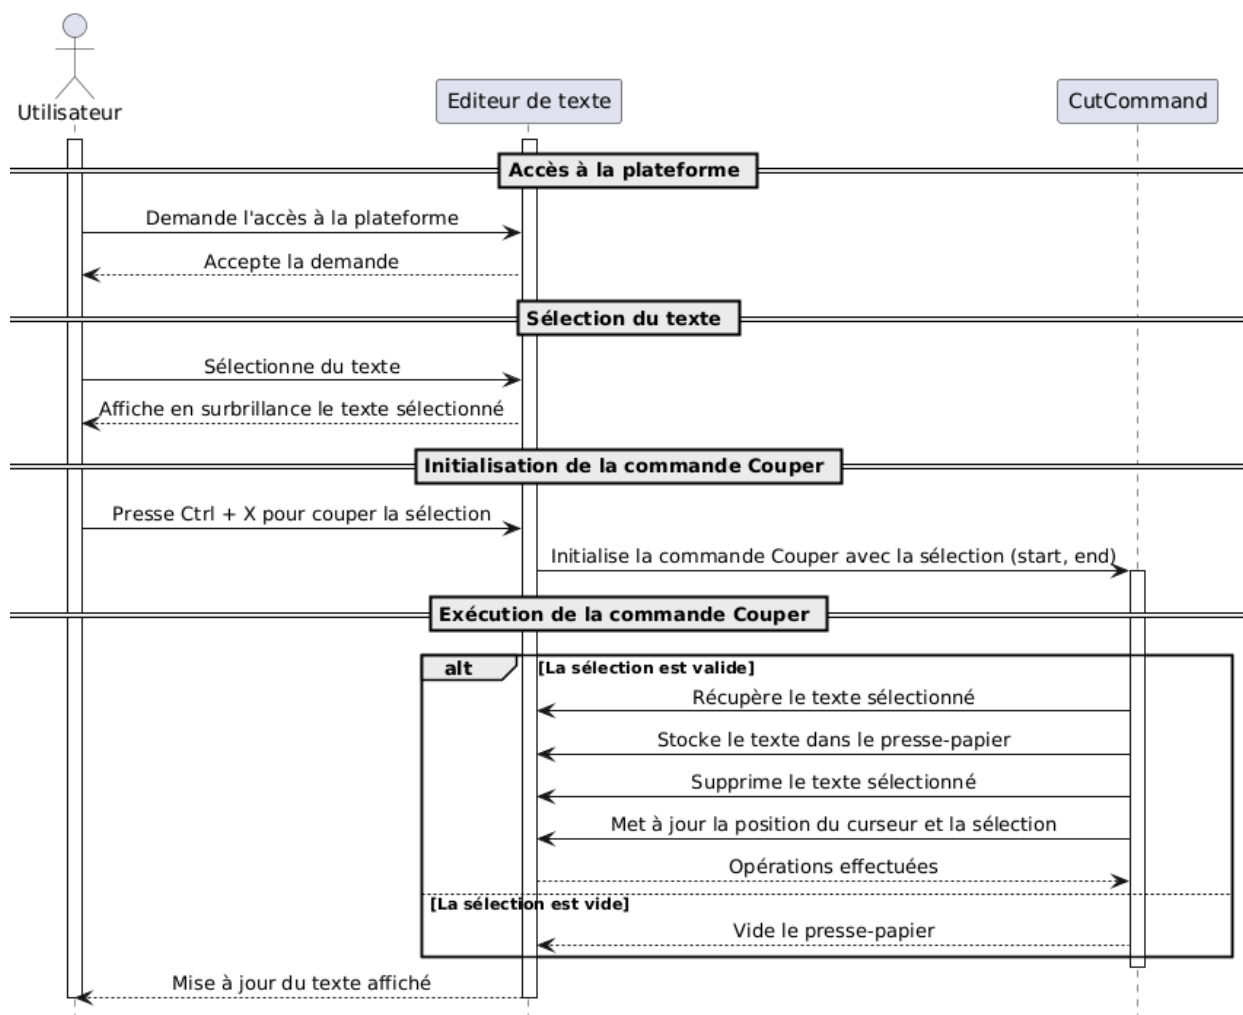 Utilisateur
Editeur de texte
CutCommand
Accès à la plateforme
Demande l'accès à la plateforme
Accepte la demande
Sélection du texte
Sélectionne du texte
Affiche en surbrillance le texte sélectionné
Initialisation de la commande Couper
Presse Ctrl + X pour couper la sélection
Initialise la commande Couper avec la sélection (start, end)
Exécution de la commande Couper
alt
[La sélection est valide]
Récupère le texte sélectionné
Stocke le texte dans le presse-papier
Supprime le texte sélectionné
Met à jour la position du curseur et la sélection
Opérations effectuées
[La sélection est vide]
Vide le presse-papier
Mise à jour du texte affiché